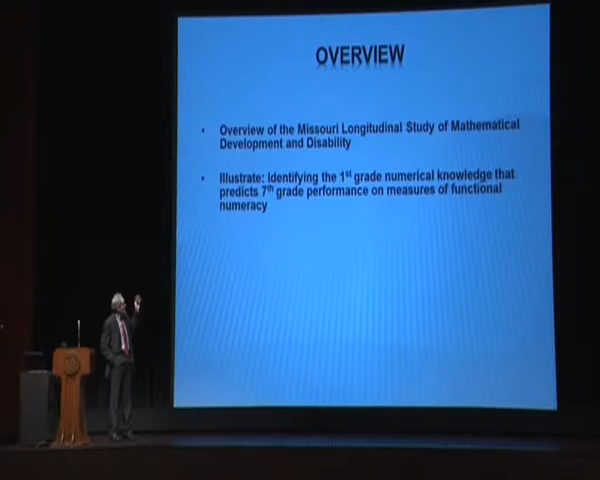 OVERVIEW
• Overview of the Missouri Longitudinal Study of Mathematical
Development and Disability
• Illustrate: Identifying the 1st grade numerical knowledge that
predicts 7th grade performance on measures of functional
numeracy